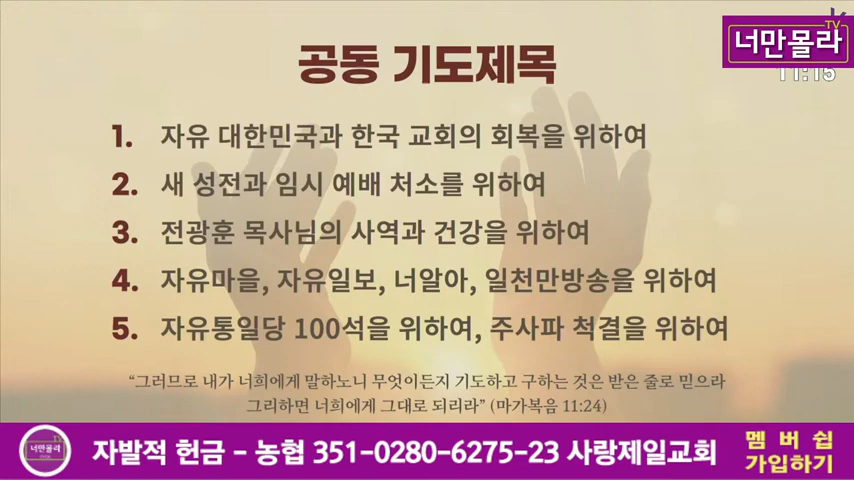 공동 기도제목
너만몰라
TV
11:15
1. 자유 대한민국과 한국 교회의 회복을 위하여
2. 새 성전과 임시 예배 처소를 위하여
3. 전광훈 목사님의 사역과 건강을 위하여
4. 자유마을, 자유일보, 너알아, 일천만방송을 위하여
5. 자유통일당 100석을 위하여, 주사파 척결을 위하여
“그러므로 내가 너희에게 말하노니 무엇이든지 기도하고 구하는 것은 받은 줄로 믿으라
그리하면 너희에게 그대로 되리라” (마가복음 11:24)
너만몰라
TV
자발적 헌금 - 농협 351-0280-6275-23 사랑제일교회
멤버쉽
가입하기